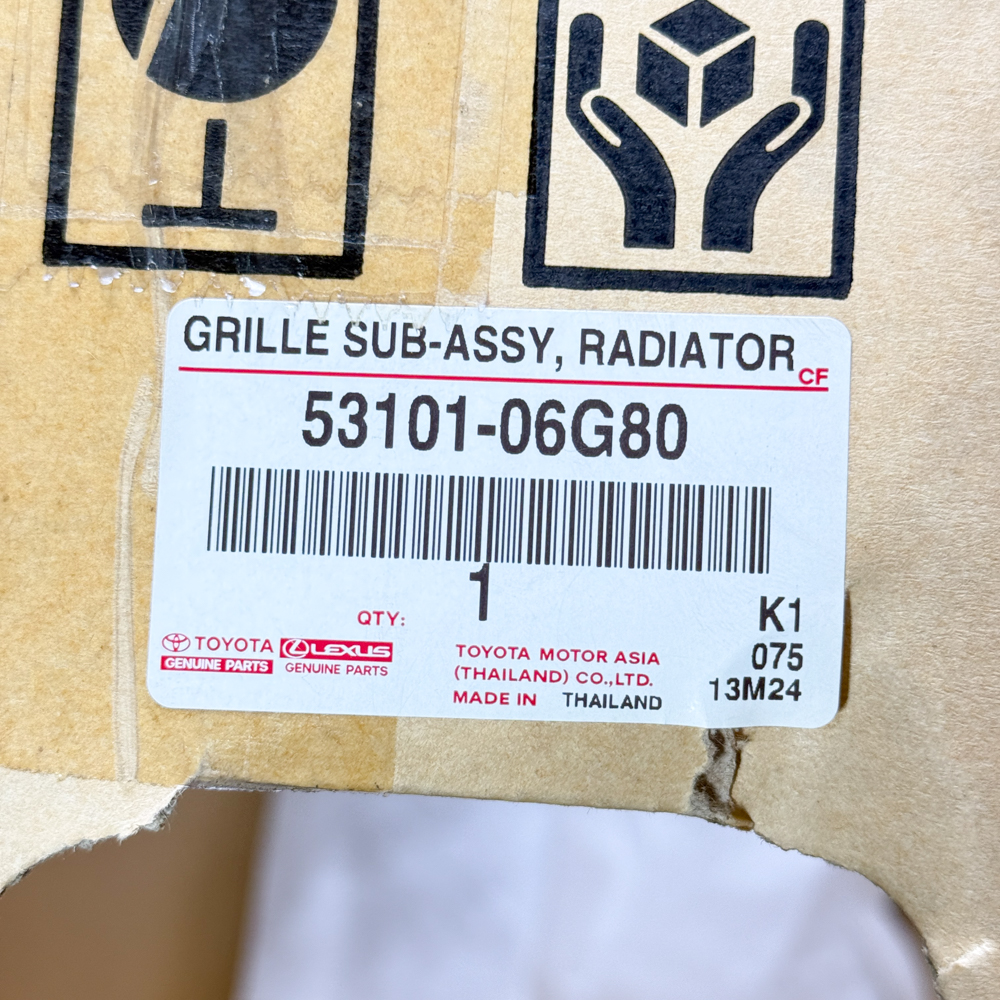 GRILLE SUB-ASSY, RADIATOR
CF
53101-06G80
QTY: 1
K1
075
13M24
TOYOTA
GENUINE PARTS
LEXUS
GENUINE PARTS
TOYOTA MOTOR ASIA
(THAILAND) CO.,LTD.
MADE IN THAILAND